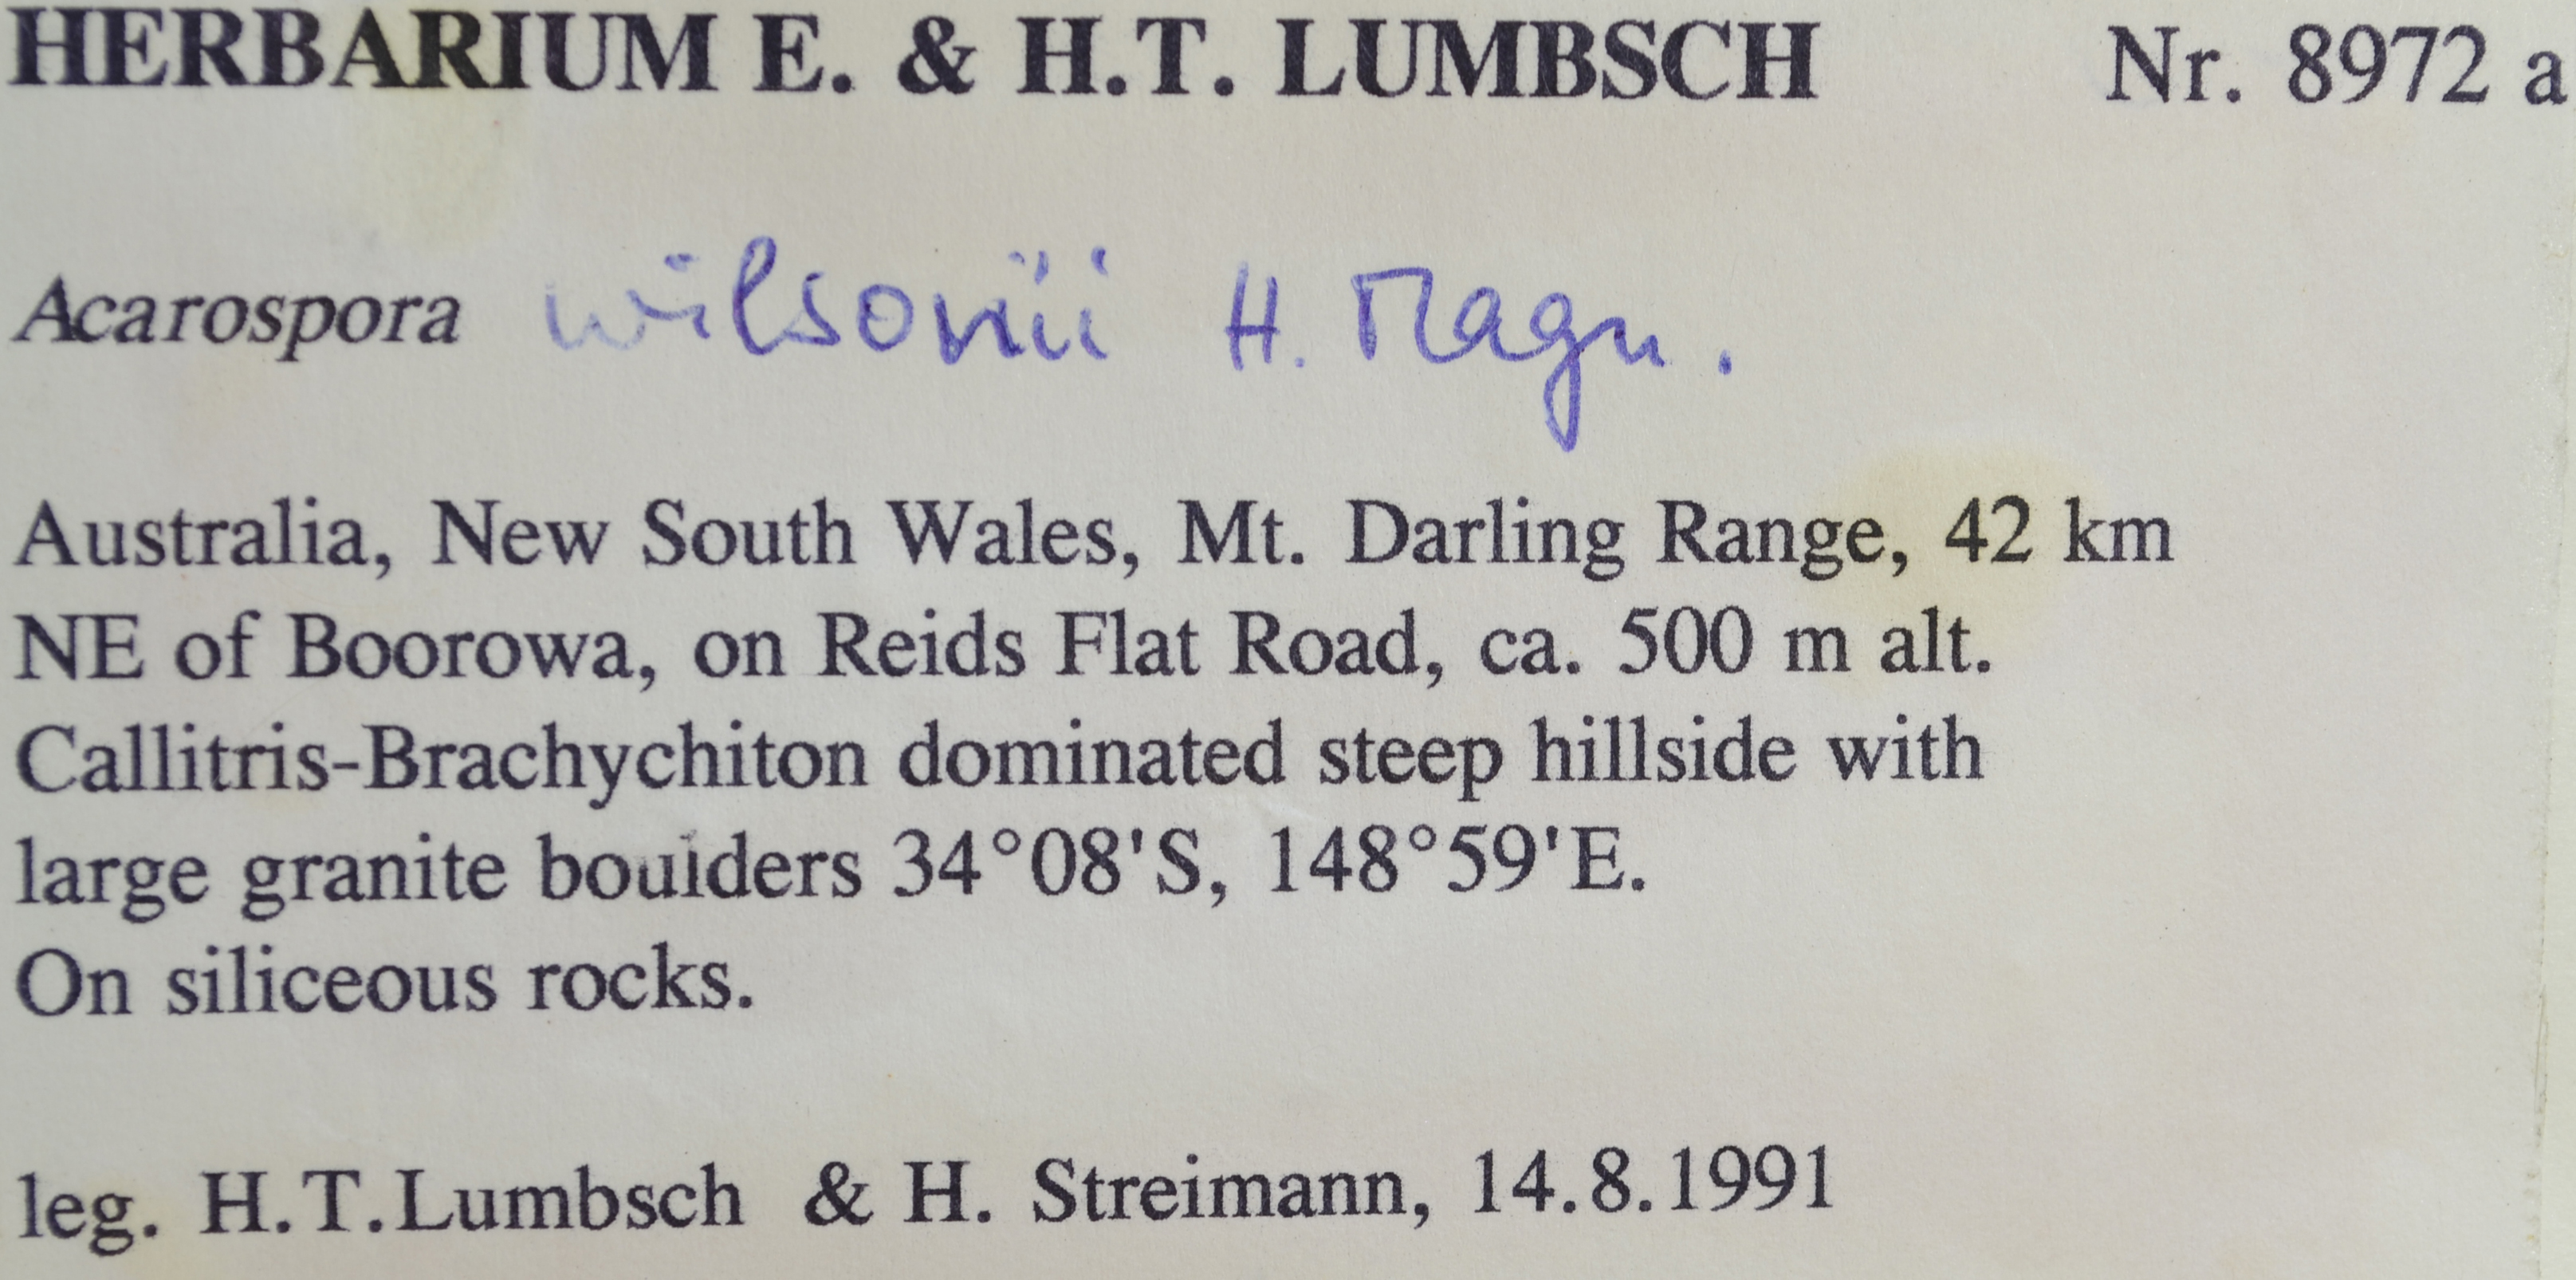 HERBARIUM E. & H.T. LUMBSCH Nr. 8972 a
Acarospora wilsonii H. Magn.
Australia, New South Wales, Mt. Darling Range, 42 km
NE of Boorowa, on Reids Flat Road, ca. 500 m alt.
Callitris-Brachychiton dominated steep hillside with
large granite boulders 34°08'S, 148°59'E.
On siliceous rocks.
leg. H.T.Lumbsch & H. Streimann, 14.8.1991